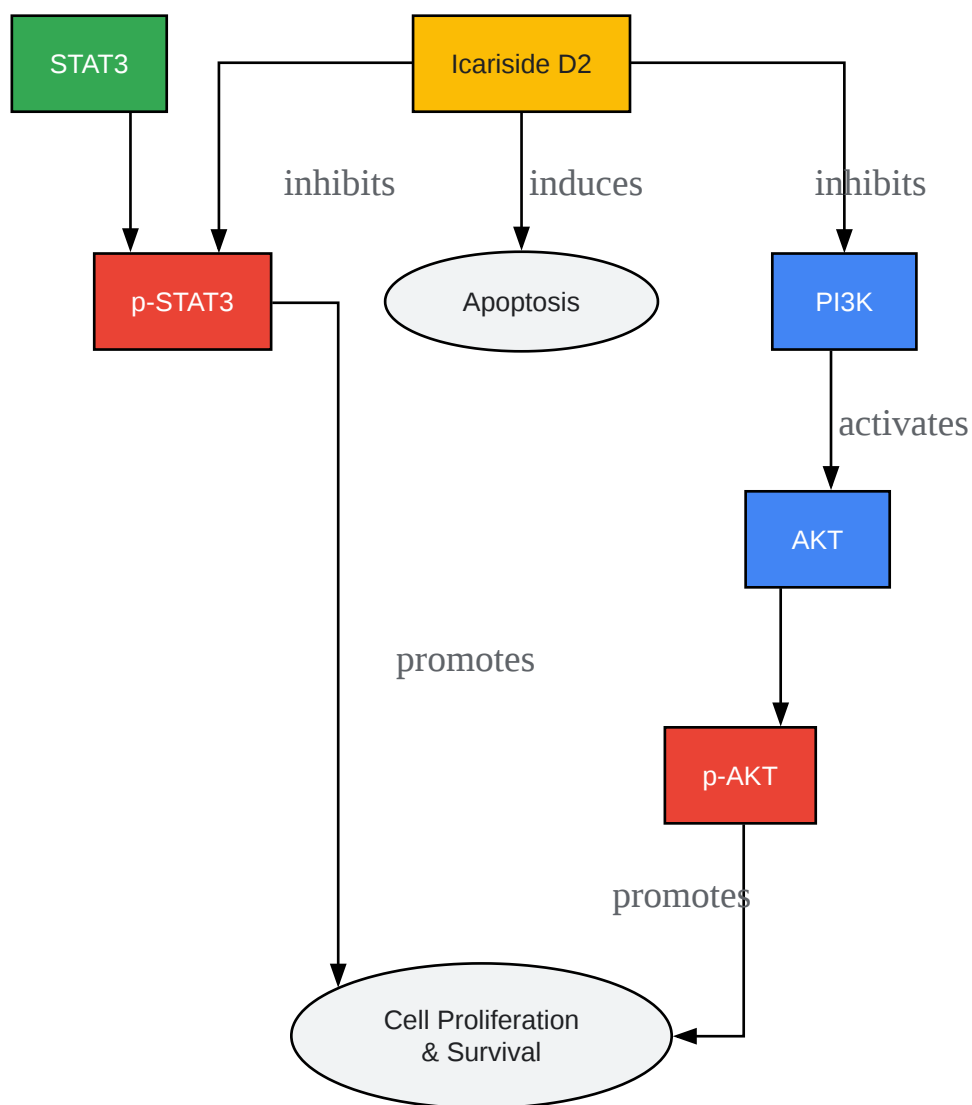 STAT3
Icariside D2
inhibits
induces
inhibits
p-STAT3
Apoptosis
PI3K
activates
AKT
promotes
p-AKT
promotes
Cell Proliferation
& Survival